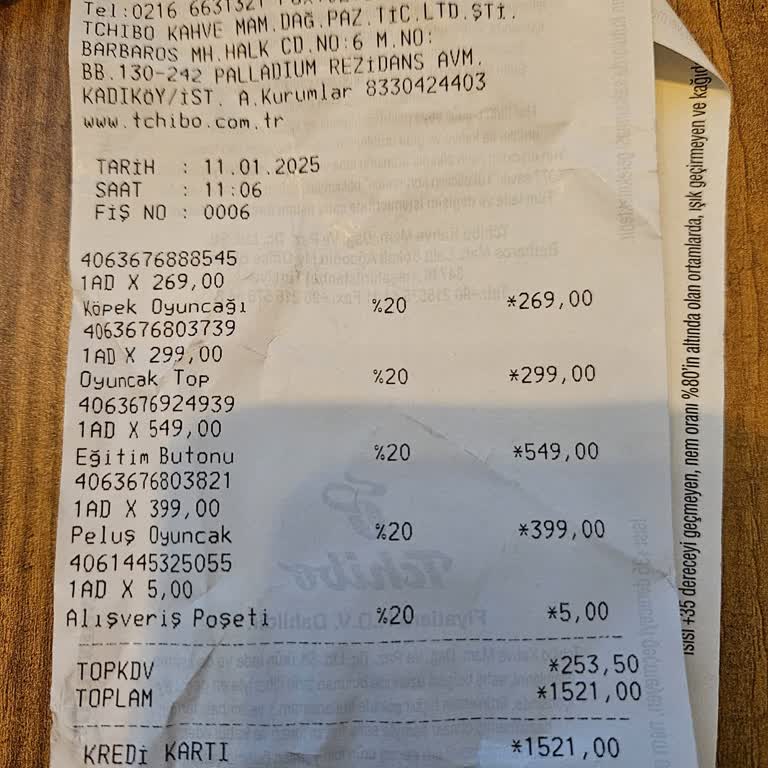 Tel:0216 6631321
TCHIBO KAHVE MAM.DAĞ.PAZ.TİC.LTD.ŞTİ.
BARBAROS MH.HALK CD.NO:6 M.NO:
BB.130-242 PALLADIUM REZİDANS AVM.
KADIKÖY/İST. A.Kurumlar 8330424403
www.tchibo.com.tr
TARİH : 11.01.2025
SAAT : 11:06
FİŞ NO : 0006
4063676888545
1AD X 269,00
Köpek Oyuncağı %20 *269,00
4063676803739
1AD X 299,00
Oyuncak Top %20 *299,00
4063676924939
1AD X 549,00
Eğitim Butonu %20 *549,00
4063676803821
1AD X 399,00
Peluş Oyuncak %20 *399,00
4061445325055
1AD X 5,00
Alışveriş Poşeti %20 *5,00
TOPKDV *253,50
TOPLAM *1521,00
KREDİ KARTI *1521,00
ısısı +35 dereceyi geçmeyen, nem oranı %80'in altında olan ortamlarda, ışık geçirmeyen ve kağıdı